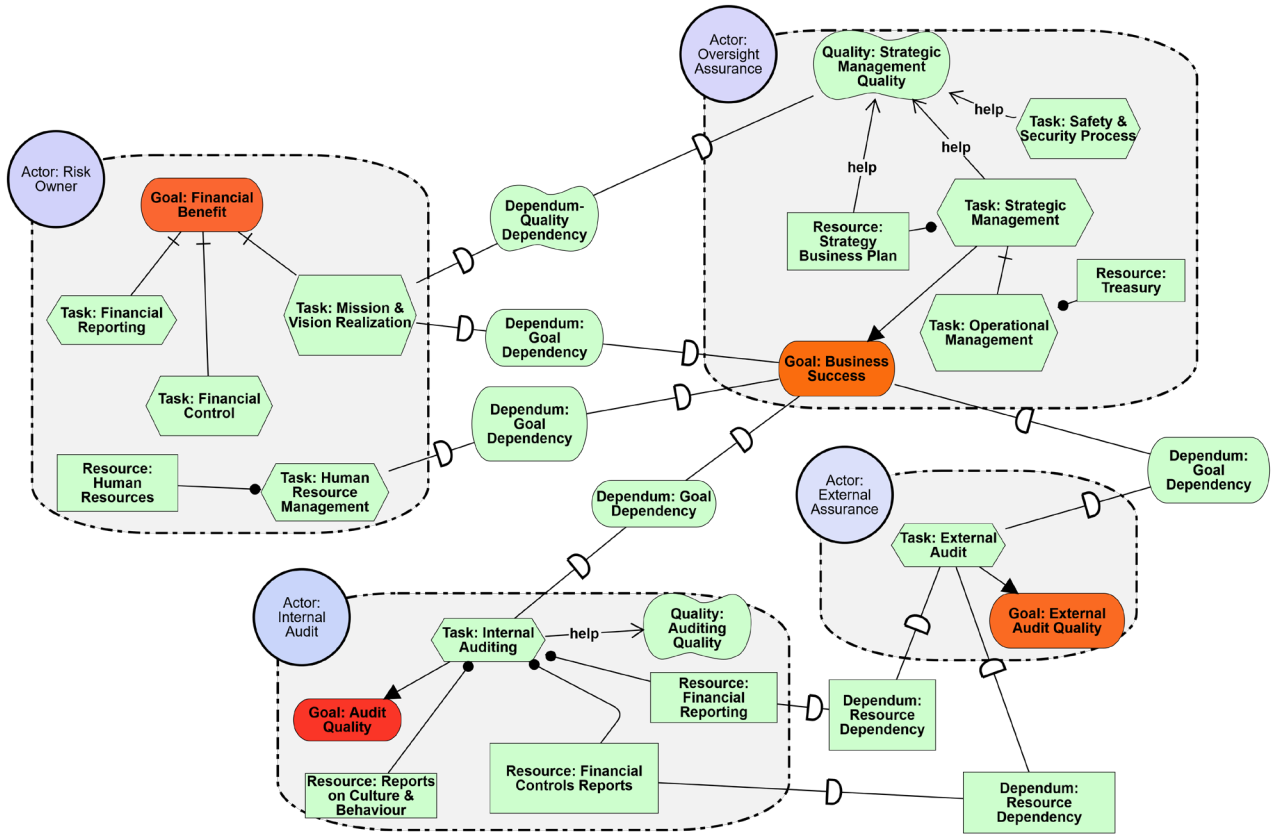 Actor:
Oversight
Assurance
Quality: Strategic
Management
Quality
help
Task: Safety &
Security Process
help
help
Task: Strategic
Management
Resource:
Strategy
Business Plan
Resource:
Treasury
Task: Operational
Management
Goal: Business
Success
Actor: Risk
Owner
Goal: Financial
Benefit
Task: Financial
Reporting
Task: Mission &
Vision Realization
Task: Financial
Control
Resource:
Human
Resources
Task: Human
Resource
Management
Dependum-
Quality
Dependency
Dependum:
Goal
Dependency
Dependum:
Goal
Dependency
Dependum: Goal
Dependency
Dependum:
Goal
Dependency
Actor:
External
Assurance
Task: External
Audit
Goal: External
Audit Quality
Actor:
Internal
Audit
Task: Internal
Auditing
help
Quality:
Auditing
Quality
Goal: Audit
Quality
Resource:
Financial
Reporting
Resource: Reports
on Culture &
Behaviour
Resource: Financial
Controls Reports
Dependum:
Resource
Dependency
Dependum:
Resource
Dependency